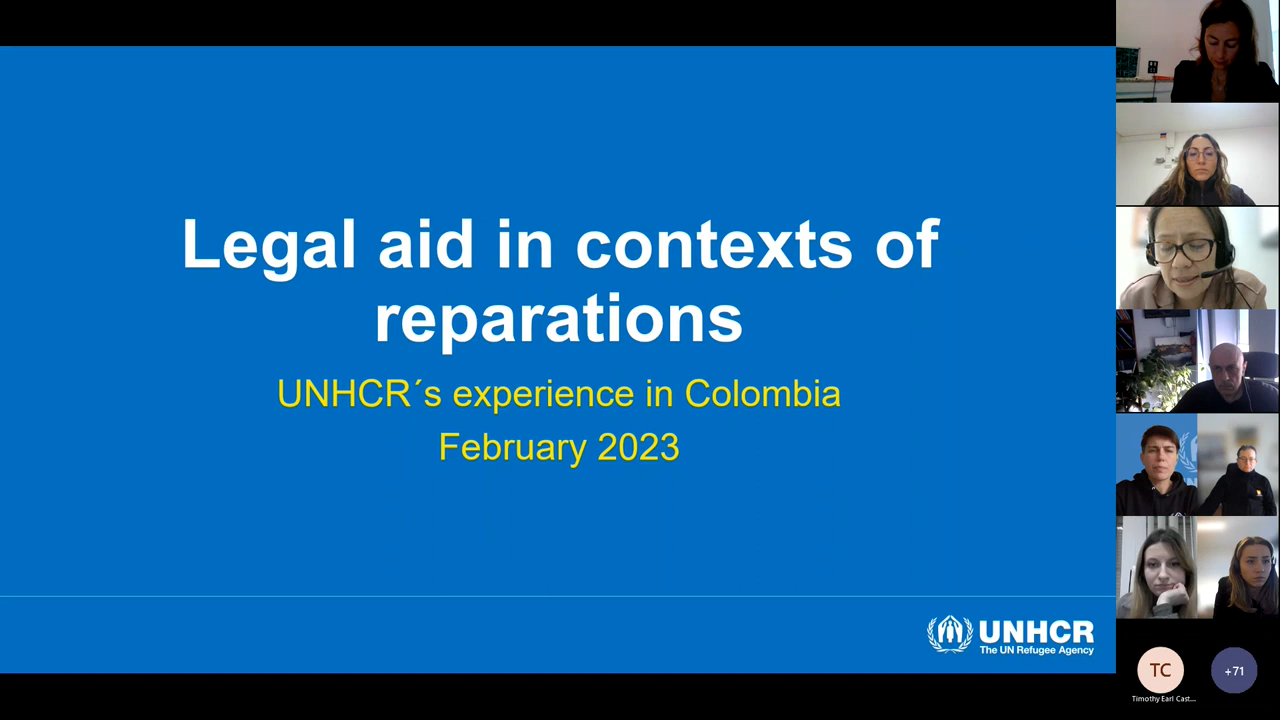 Legal aid in contexts of
reparations
UNHCR´s experience in Colombia
February 2023
UNHCR
The UN Refugee Agency
TC
Timothy Earl Cast...
+71